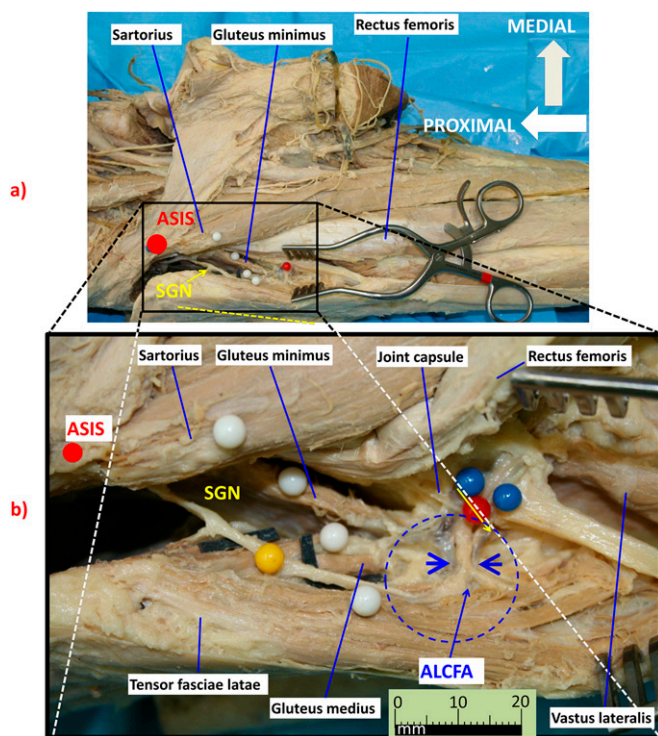 Sartorius
Gluteus minimus
Rectus femoris
MEDIAL
PROXIMAL
a)
ASIS
SGN
Sartorius
Gluteus minimus
Joint capsule
Rectus femoris
ASIS
SGN
b)
ALCFA
Tensor fasciae latae
Gluteus medius
0 10 20
mm
Vastus lateralis